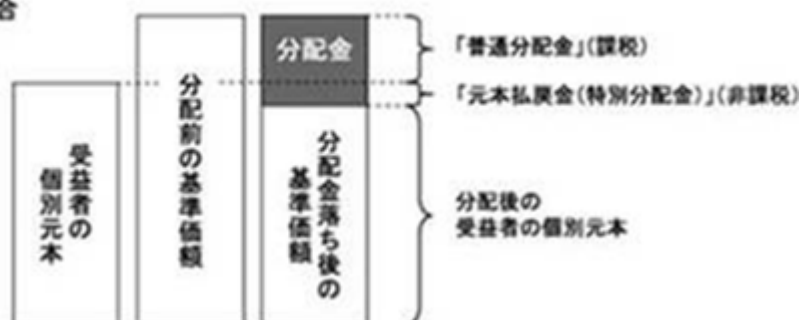 合
分配金
「普通分配金」(課税)
「元本払戻金(特別分配金)」(非課税)
受益者の
個別元本
分配前の基準価額
分配金落ち後の
基準価額
分配後の
受益者の個別元本